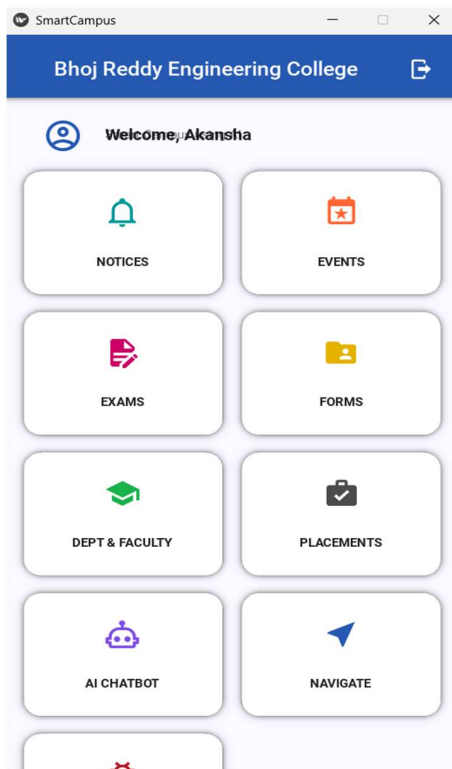 SmartCampus
Bhoj Reddy Engineering College
Welcome, Akansha
NOTICES
EVENTS
EXAMS
FORMS
DEPT & FACULTY
PLACEMENTS
AI CHATBOT
NAVIGATE